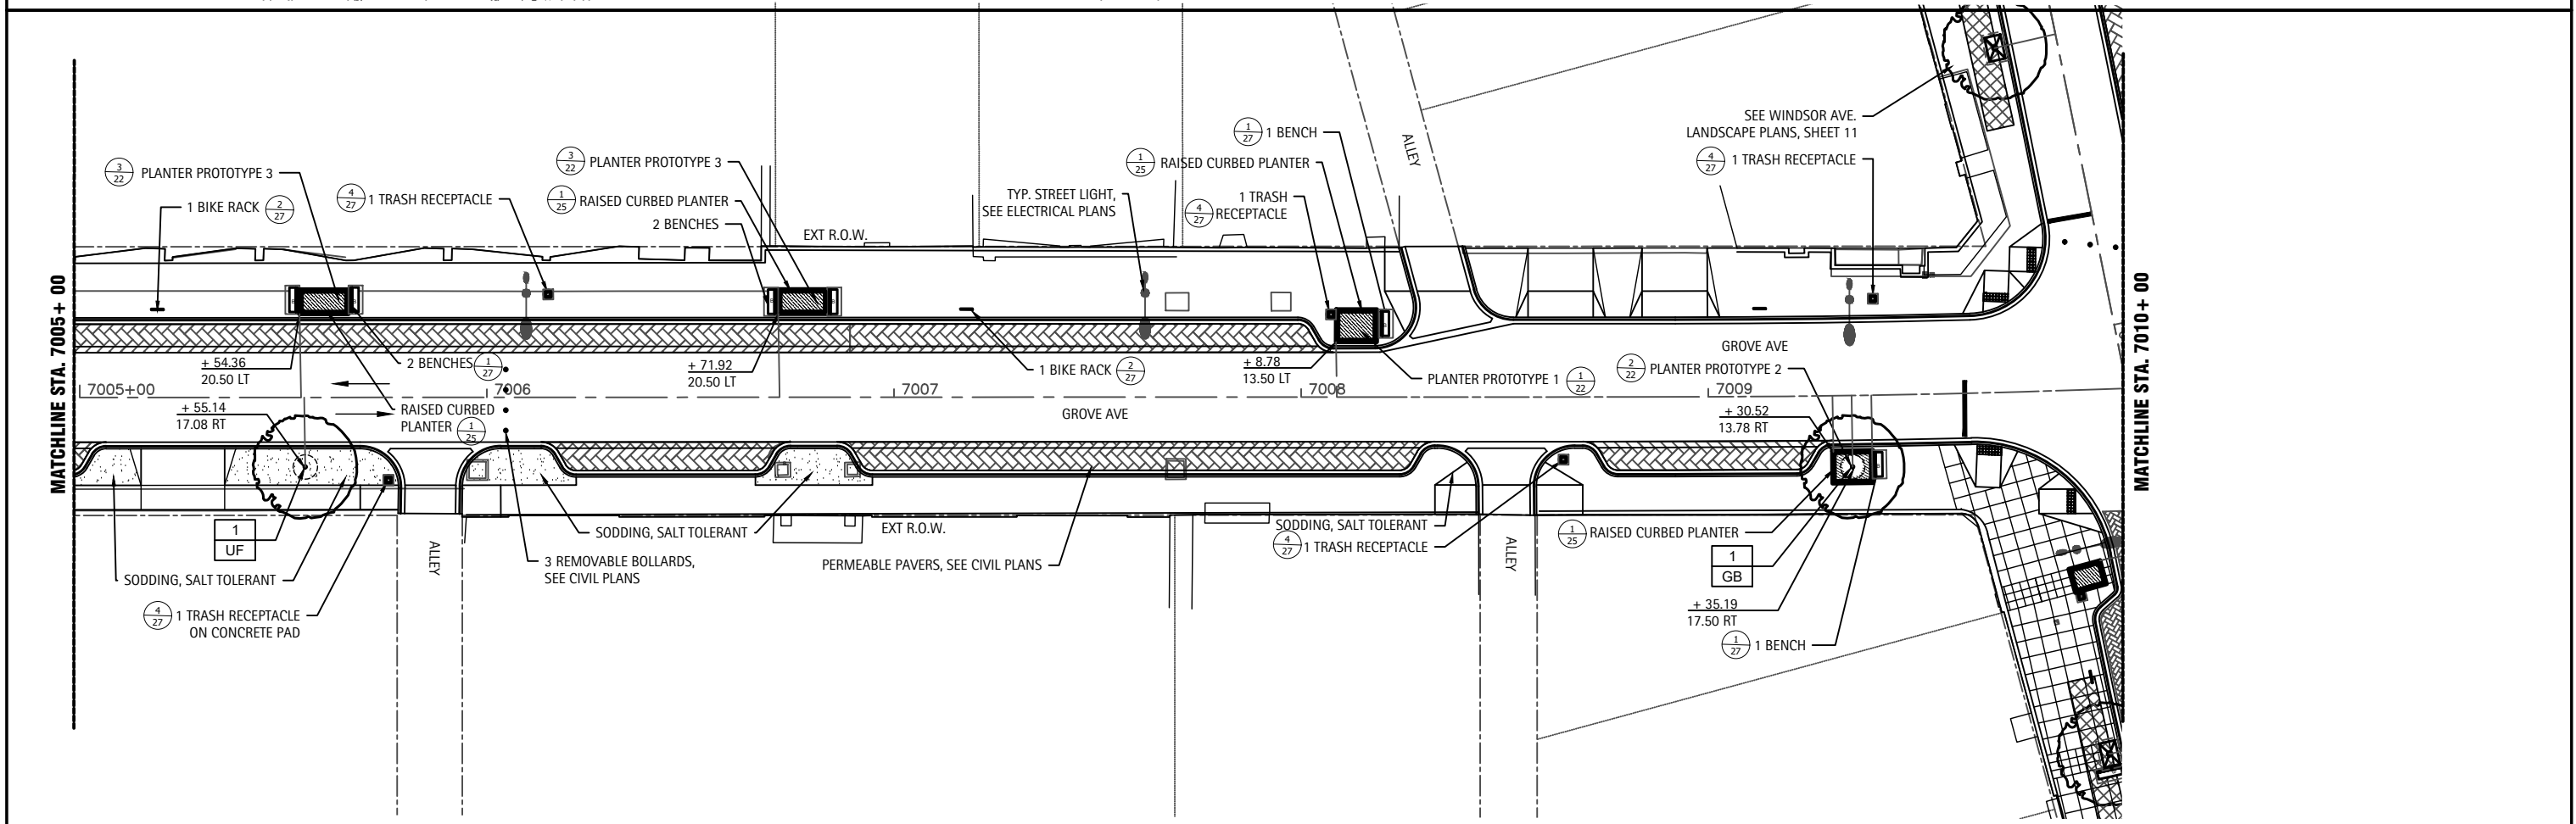 SEE WINDSOR AVE.
LANDSCAPE PLANS, SHEET 11
4
27
1 TRASH RECEPTACLE
1
27
1 BENCH
ALLEY
1
25
RAISED CURBED PLANTER
1 TRASH
4
27
RECEPTACLE
TYP. STREET LIGHT,
SEE ELECTRICAL PLANS
3
22
PLANTER PROTOTYPE 3
1
25
RAISED CURBED PLANTER
2 BENCHES
EXT R.O.W.
3
22
PLANTER PROTOTYPE 3
4
27
1 TRASH RECEPTACLE
1 BIKE RACK
2
27
MATCHLINE STA. 7005+ 00
MATCHLINE STA. 7010+ 00
+ 54.36
20.50 LT
2 BENCHES
1
27
+ 71.92
20.50 LT
1 BIKE RACK
2
27
+ 8.78
13.50 LT
PLANTER PROTOTYPE 1
1
22
GROVE AVE
2
22
PLANTER PROTOTYPE 2
7005+00
7006
7007
7008
7009
+ 55.14
17.08 RT
RAISED CURBED
PLANTER
1
25
GROVE AVE
+ 30.52
13.78 RT
1
UF
SODDING, SALT TOLERANT
4
27
1 TRASH RECEPTACLE
ON CONCRETE PAD
ALLEY
SODDING, SALT TOLERANT
3 REMOVABLE BOLLARDS,
SEE CIVIL PLANS
EXT R.O.W.
PERMEABLE PAVERS, SEE CIVIL PLANS
SODDING, SALT TOLERANT
4
27
1 TRASH RECEPTACLE
ALLEY
1
25
RAISED CURBED PLANTER
1
GB
+ 35.19
17.50 RT
1
27
1 BENCH